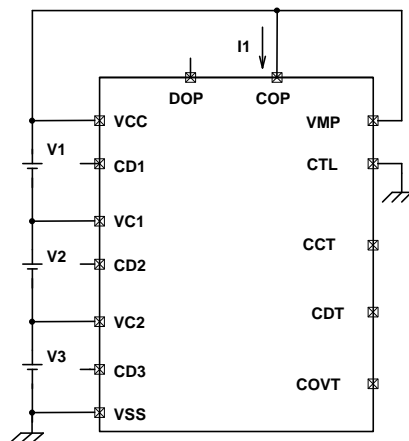 I1
DOP
COP
VCC
VMP
V1
CD1
CTL
VC1
CCT
V2
CD2
VC2
CDT
V3
CD3
COVT
VSS